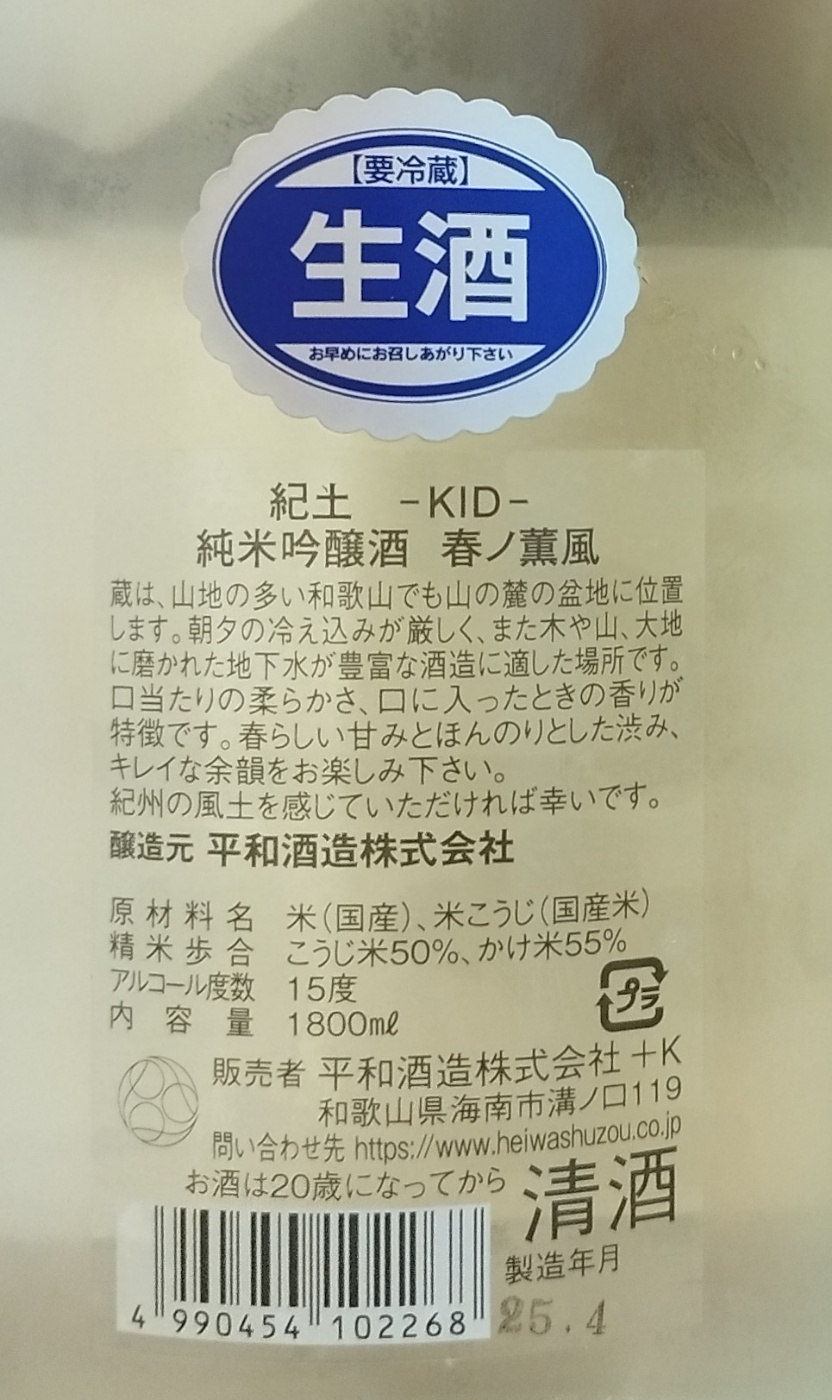 【要冷蔵】
生酒
お早めにお召しあがり下さい
紀土 -KID-
純米吟醸酒 春ノ薫風
蔵は、山地の多い和歌山でも山の麓の盆地に位置
します。朝夕の冷え込みが厳しく、また木や山、大地
に磨かれた地下水が豊富な酒造に適した場所です。
口当たりの柔らかさ、口に入ったときの香りが
特徴です。春らしい甘みとほんのりとした渋み、
キレイな余韻をお楽しみ下さい。
紀州の風土を感じていただければ幸いです。
醸造元 平和酒造株式会社
原材料名 米(国産)、米こうじ(国産米)
精米歩合 こうじ米50%、かけ米55%
アルコール度数 15度
内容量 1800㎖
プラ
販売者 平和酒造株式会社 +K
和歌山県海南市溝ノ口119
問い合わせ先 https://www.heiwashuzou.co.jp
お酒は20歳になってから
清酒
製造年月
25.4
4 990454 102268